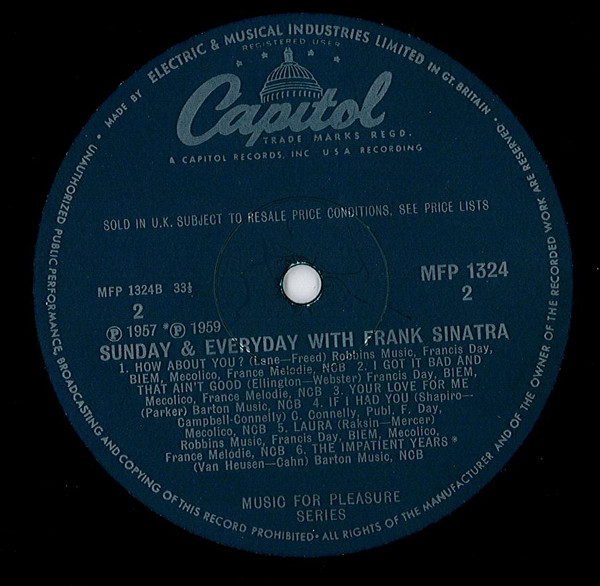 MADE BY • ELECTRIC & MUSICAL INDUSTRIES LIMITED IN GT. BRITAIN • ALL RIGHTS OF THE MANUFACTURER AND OF THE OWNER OF THE RECORDED WORK ARE RESERVED •
UNAUTHORIZED PUBLIC PERFORMANCE, BROADCASTING AND COPYING OF THIS RECORD PROHIBITED •
REGISTERED USER
Capitol
TRADE MARKS REGD.
& CAPITOL RECORDS, INC U S A RECORDING
SOLD IN U.K. SUBJECT TO RESALE PRICE CONDITIONS, SEE PRICE LISTS
MFP 1324B 33⅓
MFP 1324
2
2
℗ 1957 *℗ 1959
SUNDAY & EVERYDAY WITH FRANK SINATRA
1. HOW ABOUT YOU? (Lane—Freed) Robbins Music, Francis Day,
BIEM, Mecolico, France Melodie, NCB 2. I GOT IT BAD AND
THAT AIN'T GOOD (Ellington—Webster) Francis Day, BIEM,
Mecolico, France Melodie, NCB 3. YOUR LOVE FOR ME
(Parker) Barton Music, NCB 4. IF I HAD YOU (Shapiro—
Campbell-Connelly) C. Connelly, Publ. F. Day,
Mecolico, NCB 5. LAURA (Raksin—Mercer)
Robbins Music, Francis Day, BIEM, Mecolico,
France Melodie, NCB 6. THE IMPATIENT YEARS *
(Van Heusen—Cahn) Barton Music, NCB
MUSIC FOR PLEASURE
SERIES